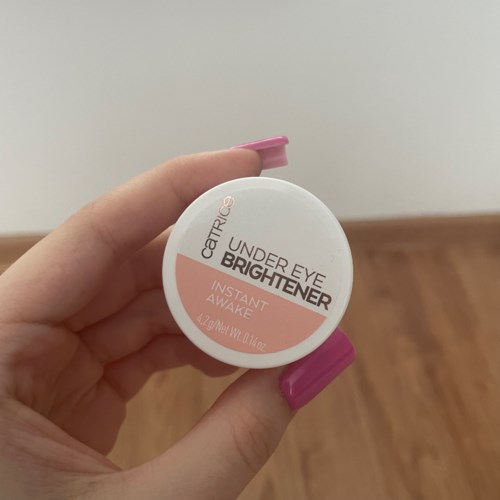 CATRICE
UNDER EYE
BRIGHTENER
INSTANT
AWAKE
4,2 g/Net Wt. 0.14 oz.